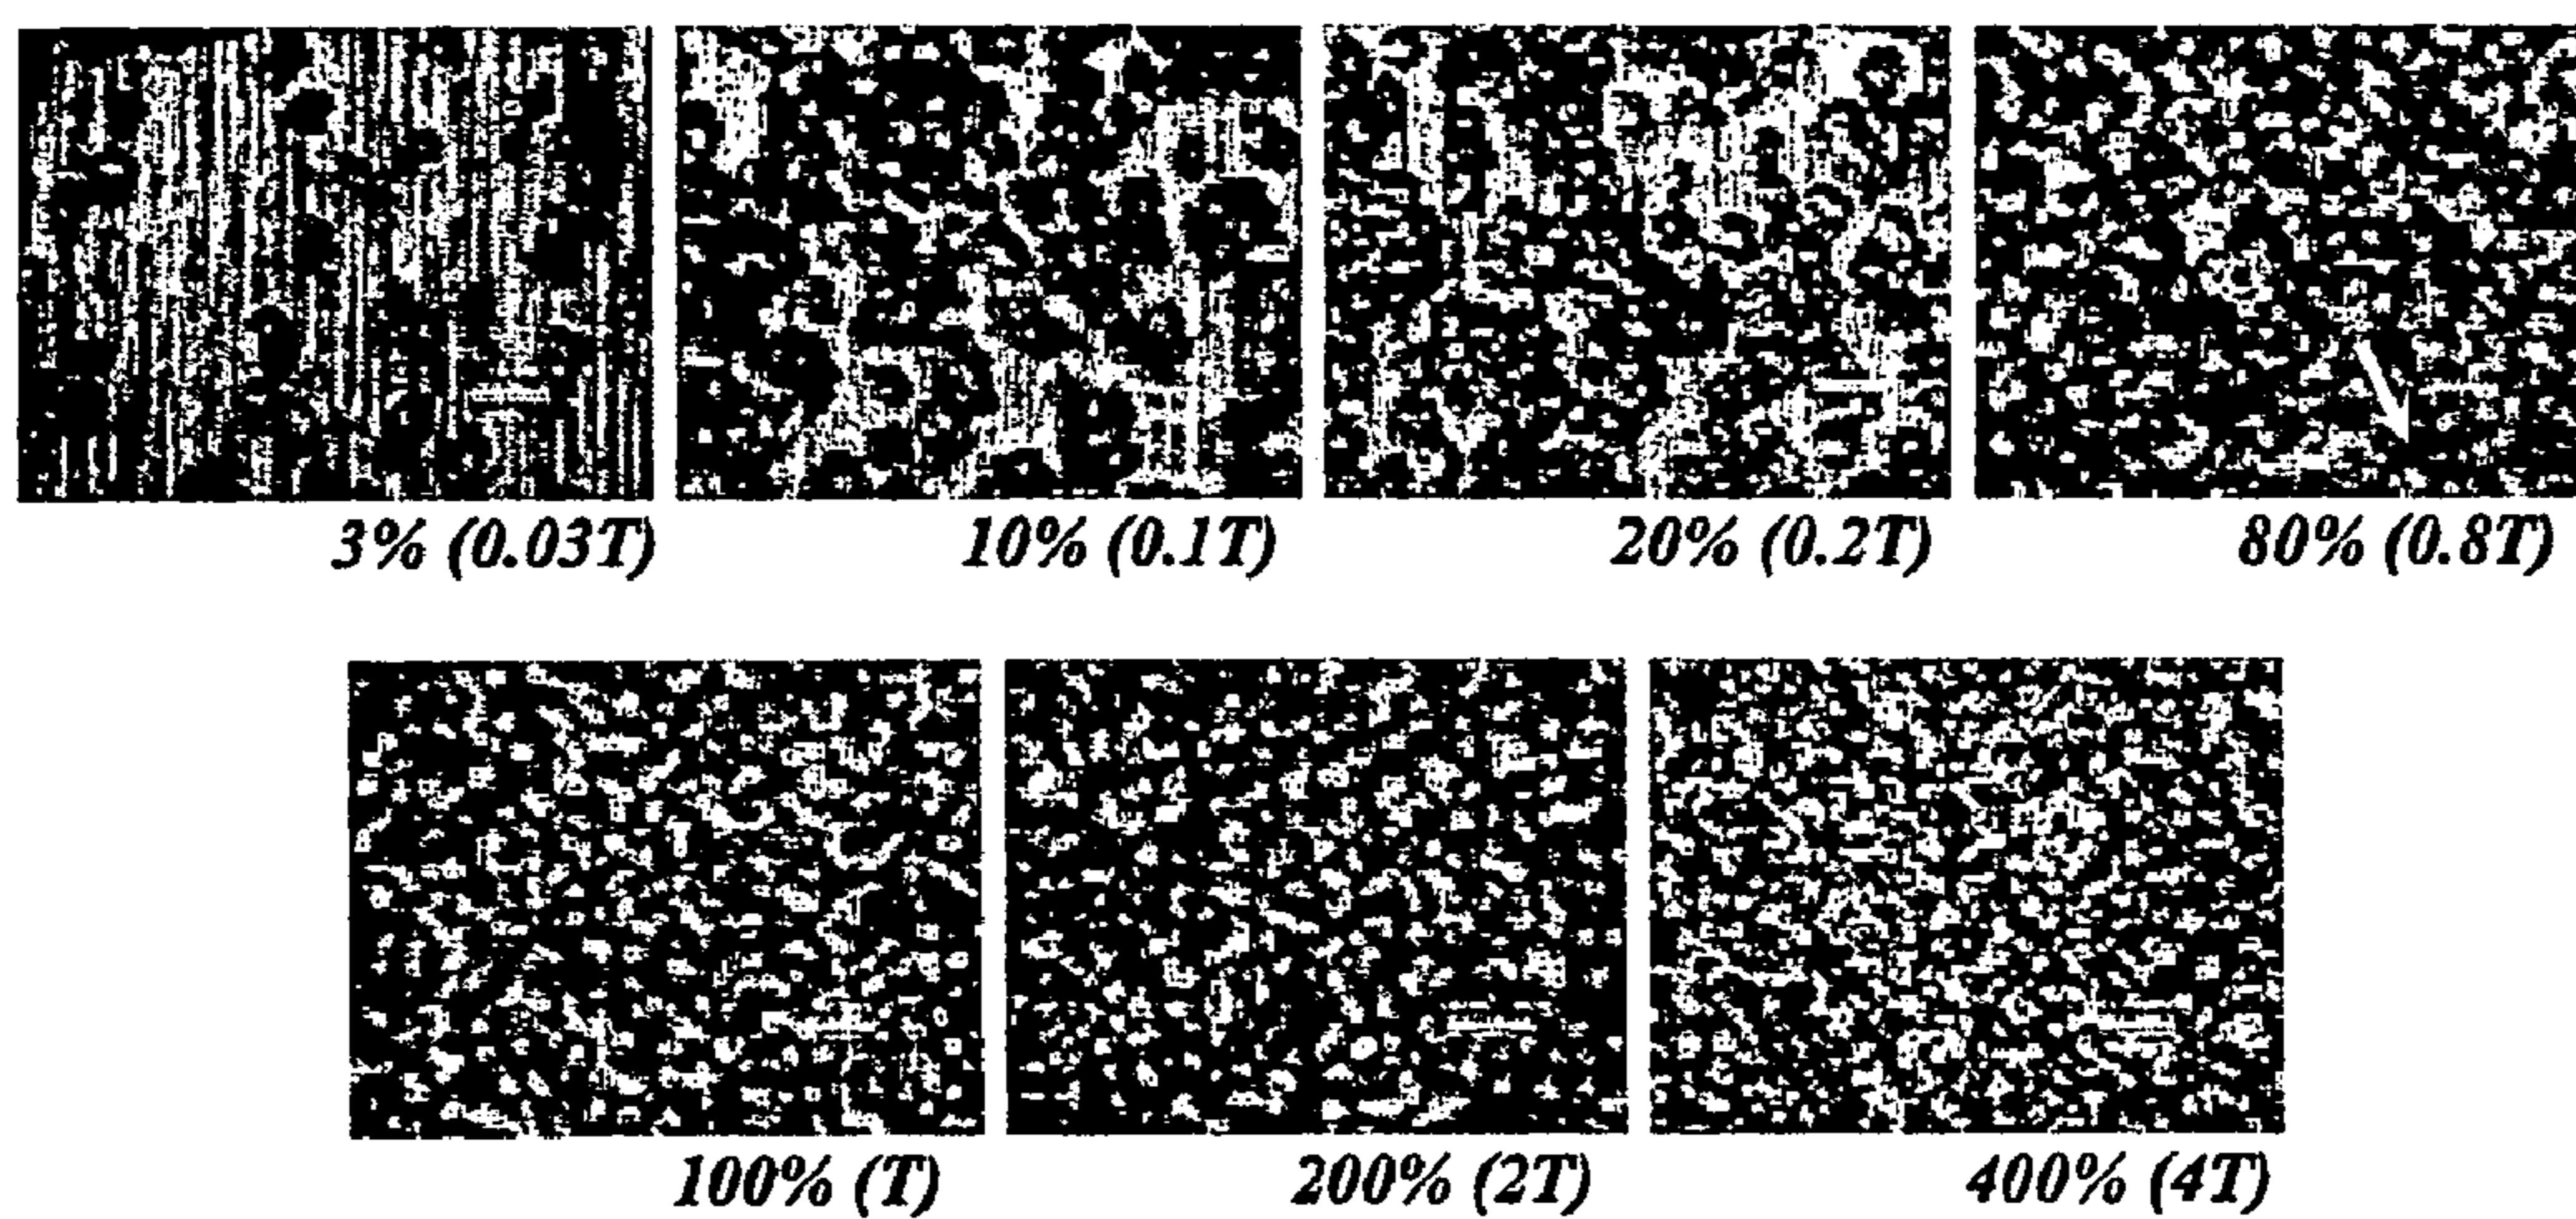 3% (0.03T) 10% (0.1T) 20% (0.2T) 80% (0.8T)
100% (T) 200% (2T) 400% (4T)